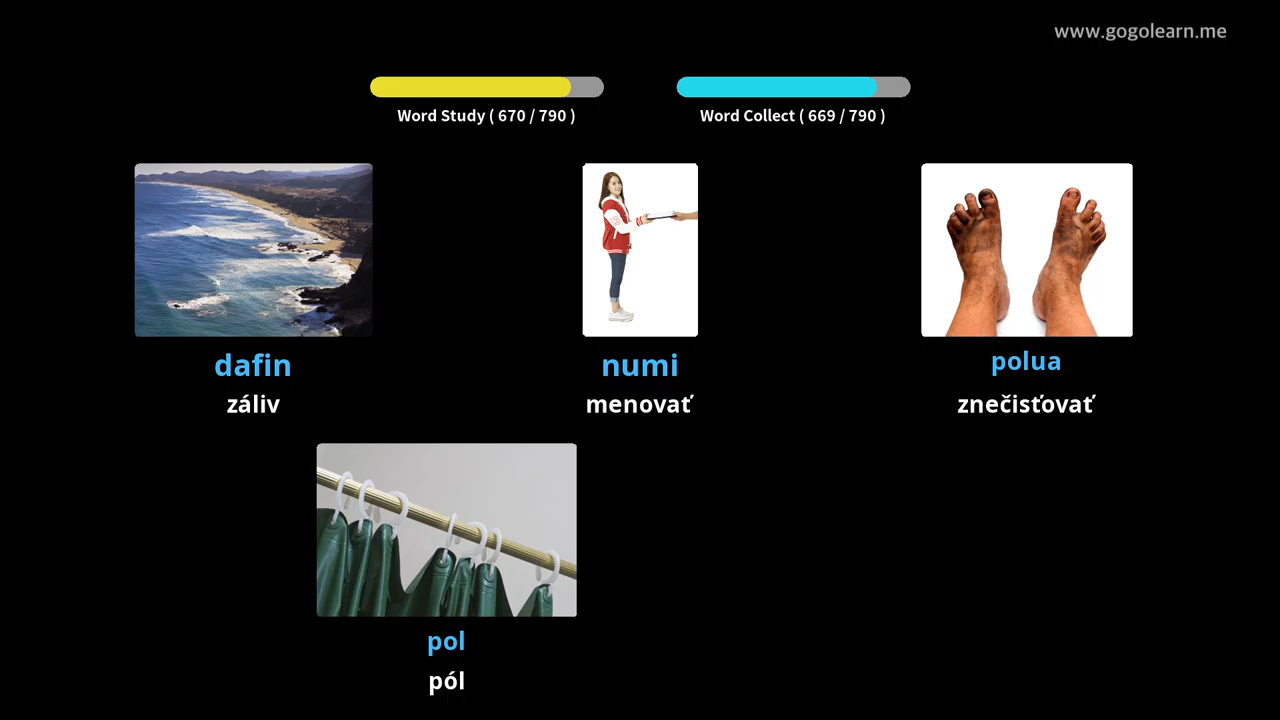 www.gogolearn.me
Word Study ( 670 / 790 )
Word Collect ( 669 / 790 )
dafin
záliv
numi
menovať
polua
znečisťovať
pol
pól